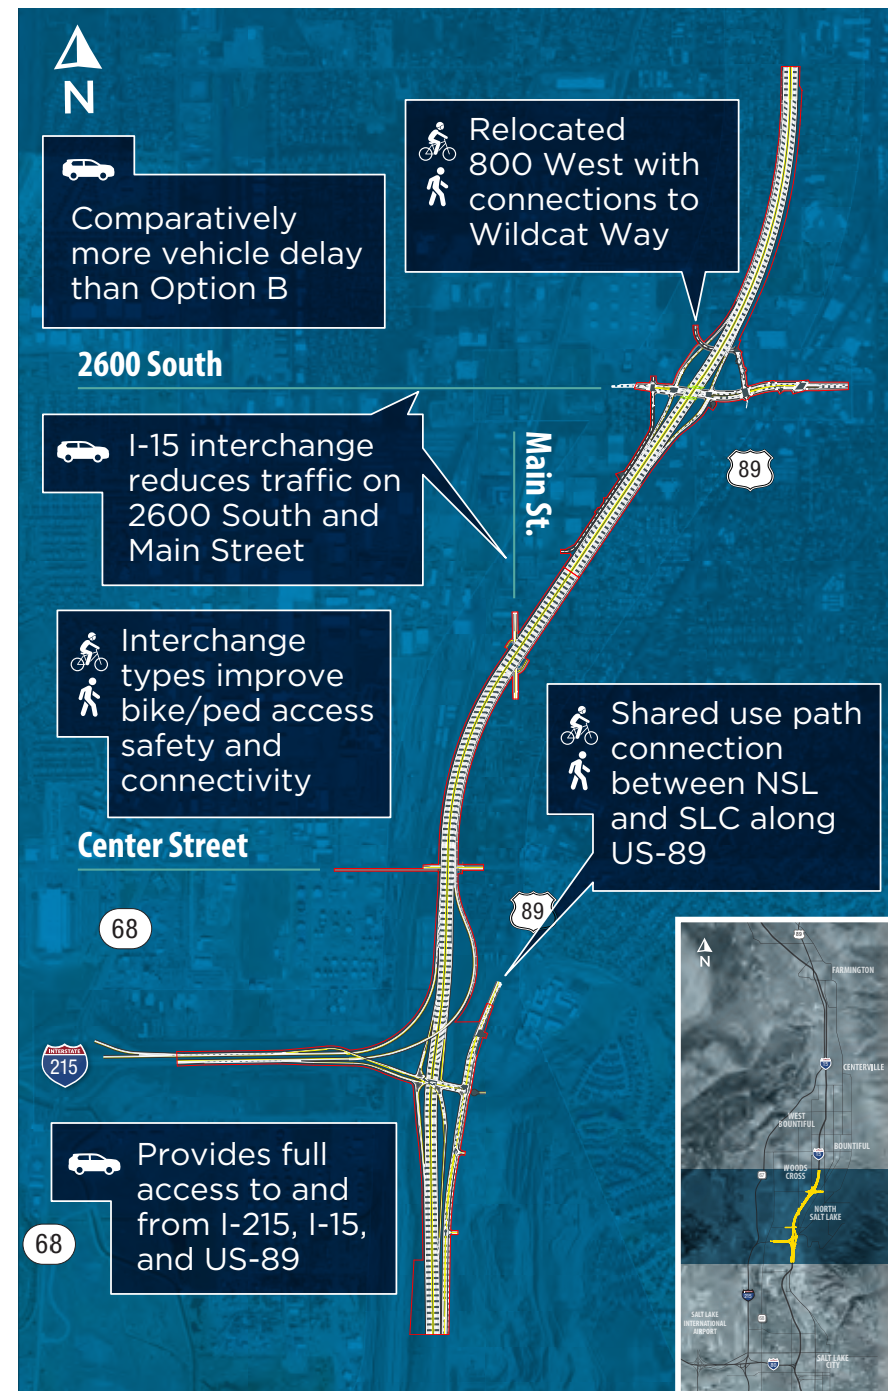 N
Comparatively
more vehicle delay
than Option B
Relocated
800 West with
connections to
Wildcat Way
2600 South
I-15 interchange
reduces traffic on
2600 South and
Main Street
Main St.
89
Interchange
types improve
bike/ped access
safety and
connectivity
Shared use path
connection
between NSL
and SLC along
US-89
Center Street
68
89
INTERSTATE
215
Provides full
access to and
from I-215, I-15,
and US-89
68
N
89
FARMINGTON
CENTERVILLE
WEST
BOUNTIFUL
BOUNTIFUL
WOODS
CROSS
NORTH
SALT LAKE
SALT LAKE
INTERNATIONAL
AIRPORT
SALT LAKE
CITY